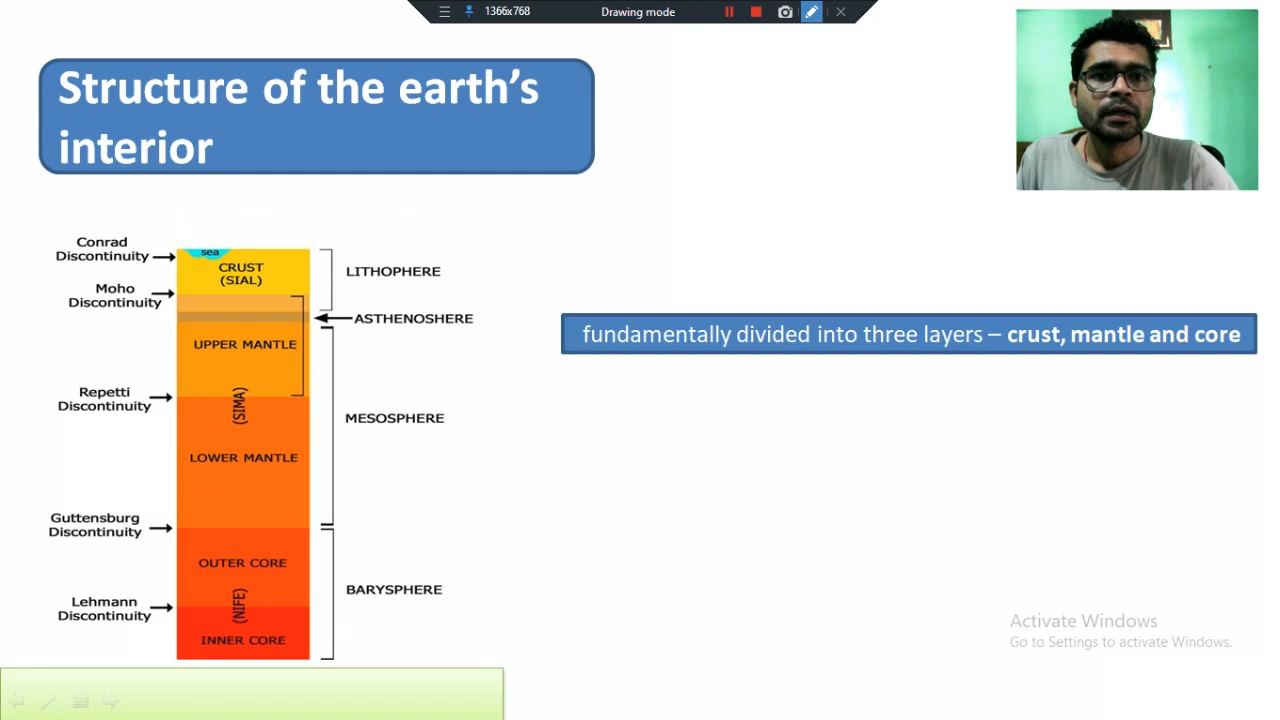 1366x768
Drawing mode
Structure of the earth's
interior
Conrad
Discontinuity
sea
CRUST
(SIAL)
LITHOPHERE
Moho
Discontinuity
ASTHENOSHERE
fundamentally divided into three layers – crust, mantle and core
UPPER MANTLE
Repetti
Discontinuity
(SIMA)
MESOSPHERE
LOWER MANTLE
Guttensburg
Discontinuity
OUTER CORE
BARYSPHERE
Lehmann
Discontinuity
(NIFE)
INNER CORE
Activate Windows
Go to Settings to activate Windows.